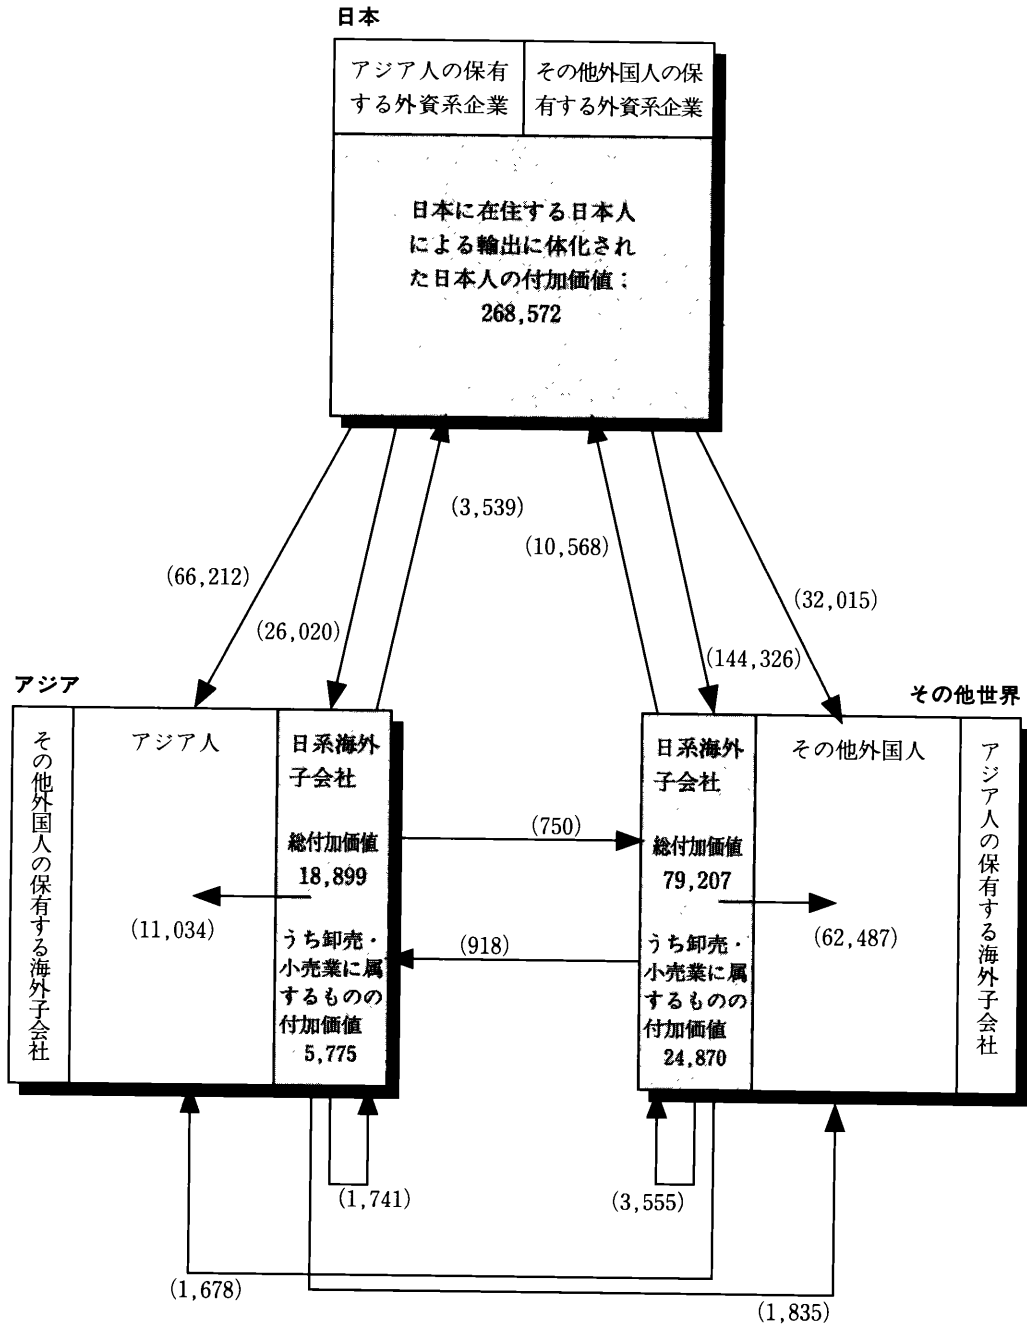 日本
アジア人の保有
する外資系企業
その他外国人の保
有する外資系企業
日本に在住する日本人
による輸出に体化され
た日本人の付加価値:
268,572
(3,539)
(10,568)
(66,212)
(26,020)
(32,015)
(144,326)
アジア
その他外国人の保有する海外子会社
アジア人
日系海外
子会社
総付加価値
18,899
(11,034)
うち卸売・
小売業に属
するものの
付加価値
5,775
(750)
(918)
その他世界
日系海外
子会社
総付加価値
79,207
うち卸売・
小売業に属
するものの
付加価値
24,870
その他外国人
(62,487)
アジア人の保有する海外子会社
(1,741)
(3,555)
(1,678)
(1,835)